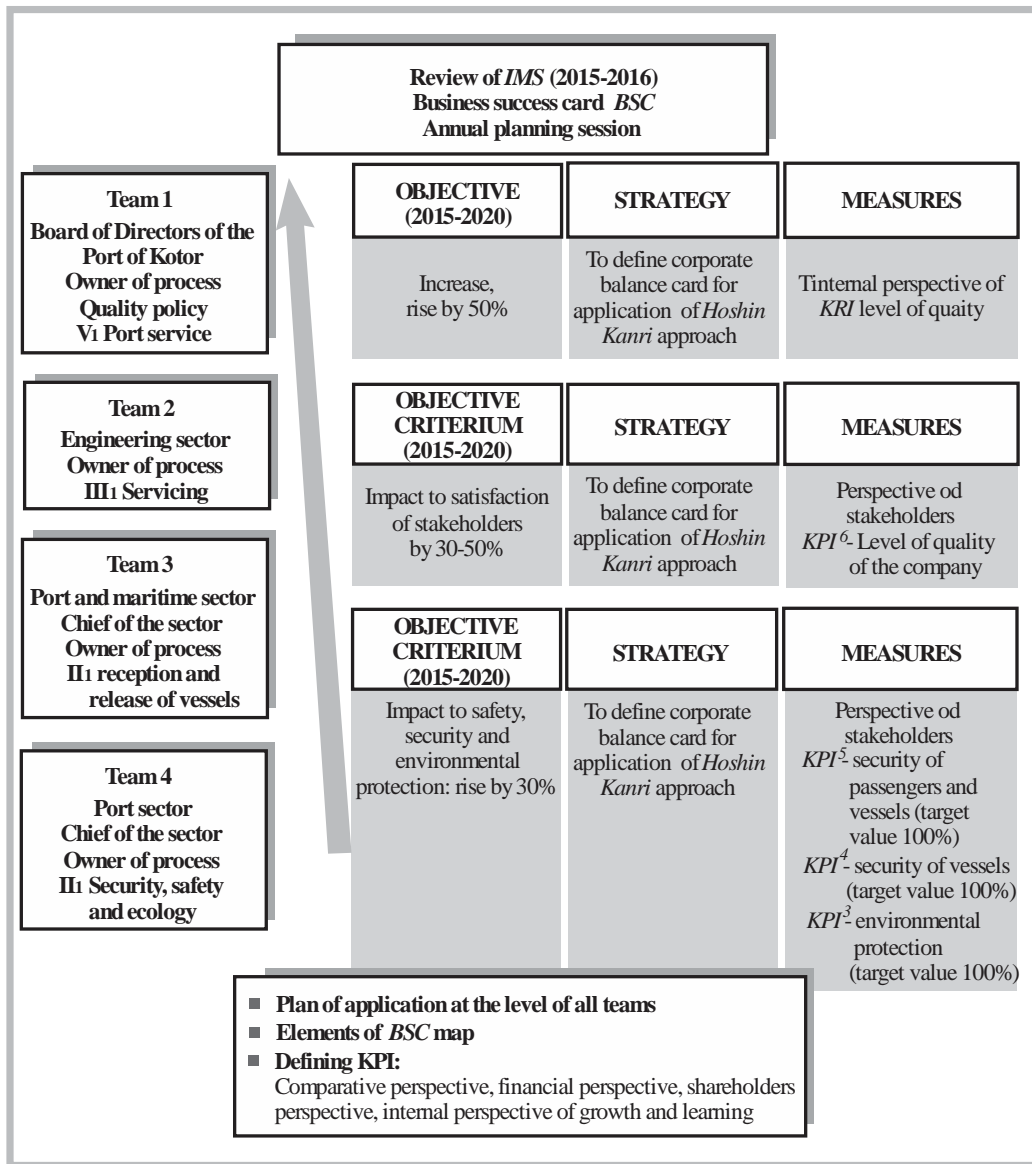 Review of IMS (2015-2016)
Business success card BSC
Annual planning session
Team 1
Board of Directors of the
Port of Kotor
Owner of process
Quality policy
V1 Port service
Team 2
Engineering sector
Owner of process
III1 Servicing
Team 3
Port and maritime sector
Chief of the sector
Owner of process
II1 reception and
release of vessels
Team 4
Port sector
Chief of the sector
Owner of process
II1 Security, safety
and ecology
OBJECTIVE
(2015-2020)
STRATEGY
MEASURES
Increase,
rise by 50%
To define corporate
balance card for
application of Hoshin
Kanri approach
Tinternal perspective of
KRI level of quaity
OBJECTIVE
CRITERIUM
(2015-2020)
STRATEGY
MEASURES
Impact to satisfaction
of stakeholders
by 30-50%
To define corporate
balance card for
application of Hoshin
Kanri approach
Perspective od
stakeholders
KPI6- Level of quality
of the company
OBJECTIVE
CRITERIUM
(2015-2020)
STRATEGY
MEASURES
Impact to safety,
security and
environmental
protection: rise by 30%
To define corporate
balance card for
application of Hoshin
Kanri approach
Perspective od
stakeholders
KPI5- security of
passengers and
vessels (target
value 100%)
KPI4- security of vessels
(target value 100%)
KPI3- environmental
protection
(target value 100%)
Plan of application at the level of all teams
Elements of BSC map
Defining KPI:
Comparative perspective, financial perspective, shareholders
perspective, internal perspective of growth and learning